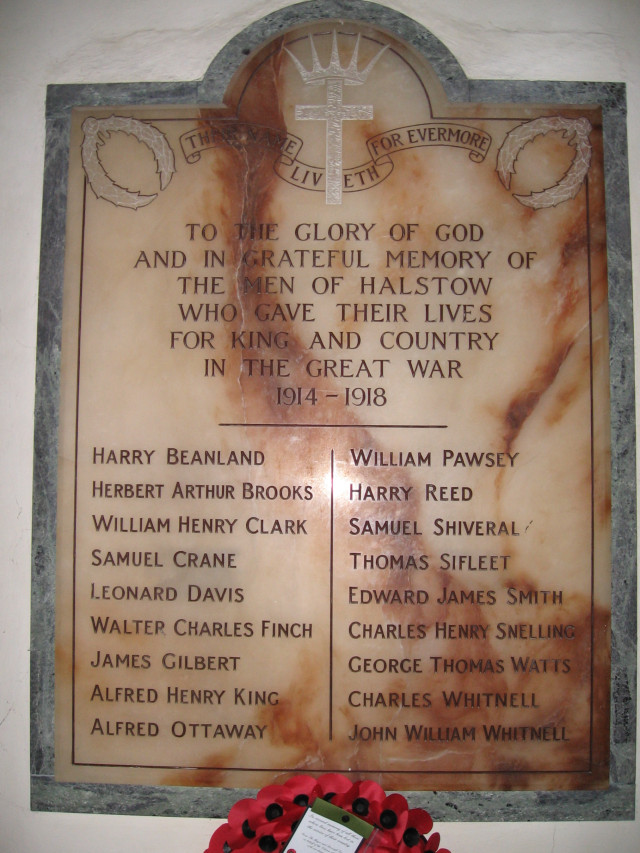 THEIR NAME LIVETH FOR EVERMORE
TO THE GLORY OF GOD
AND IN GRATEFUL MEMORY OF
THE MEN OF HALSTOW
WHO GAVE THEIR LIVES
FOR KING AND COUNTRY
IN THE GREAT WAR
1914 – 1918
HARRY BEANLAND
HERBERT ARTHUR BROOKS
WILLIAM HENRY CLARK
SAMUEL CRANE
LEONARD DAVIS
WALTER CHARLES FINCH
JAMES GILBERT
ALFRED HENRY KING
ALFRED OTTAWAY
WILLIAM PAWSEY
HARRY REED
SAMUEL SHIVERAL
THOMAS SIFLEET
EDWARD JAMES SMITH
CHARLES HENRY SNELLING
GEORGE THOMAS WATTS
CHARLES WHITNELL
JOHN WILLIAM WHITNELL